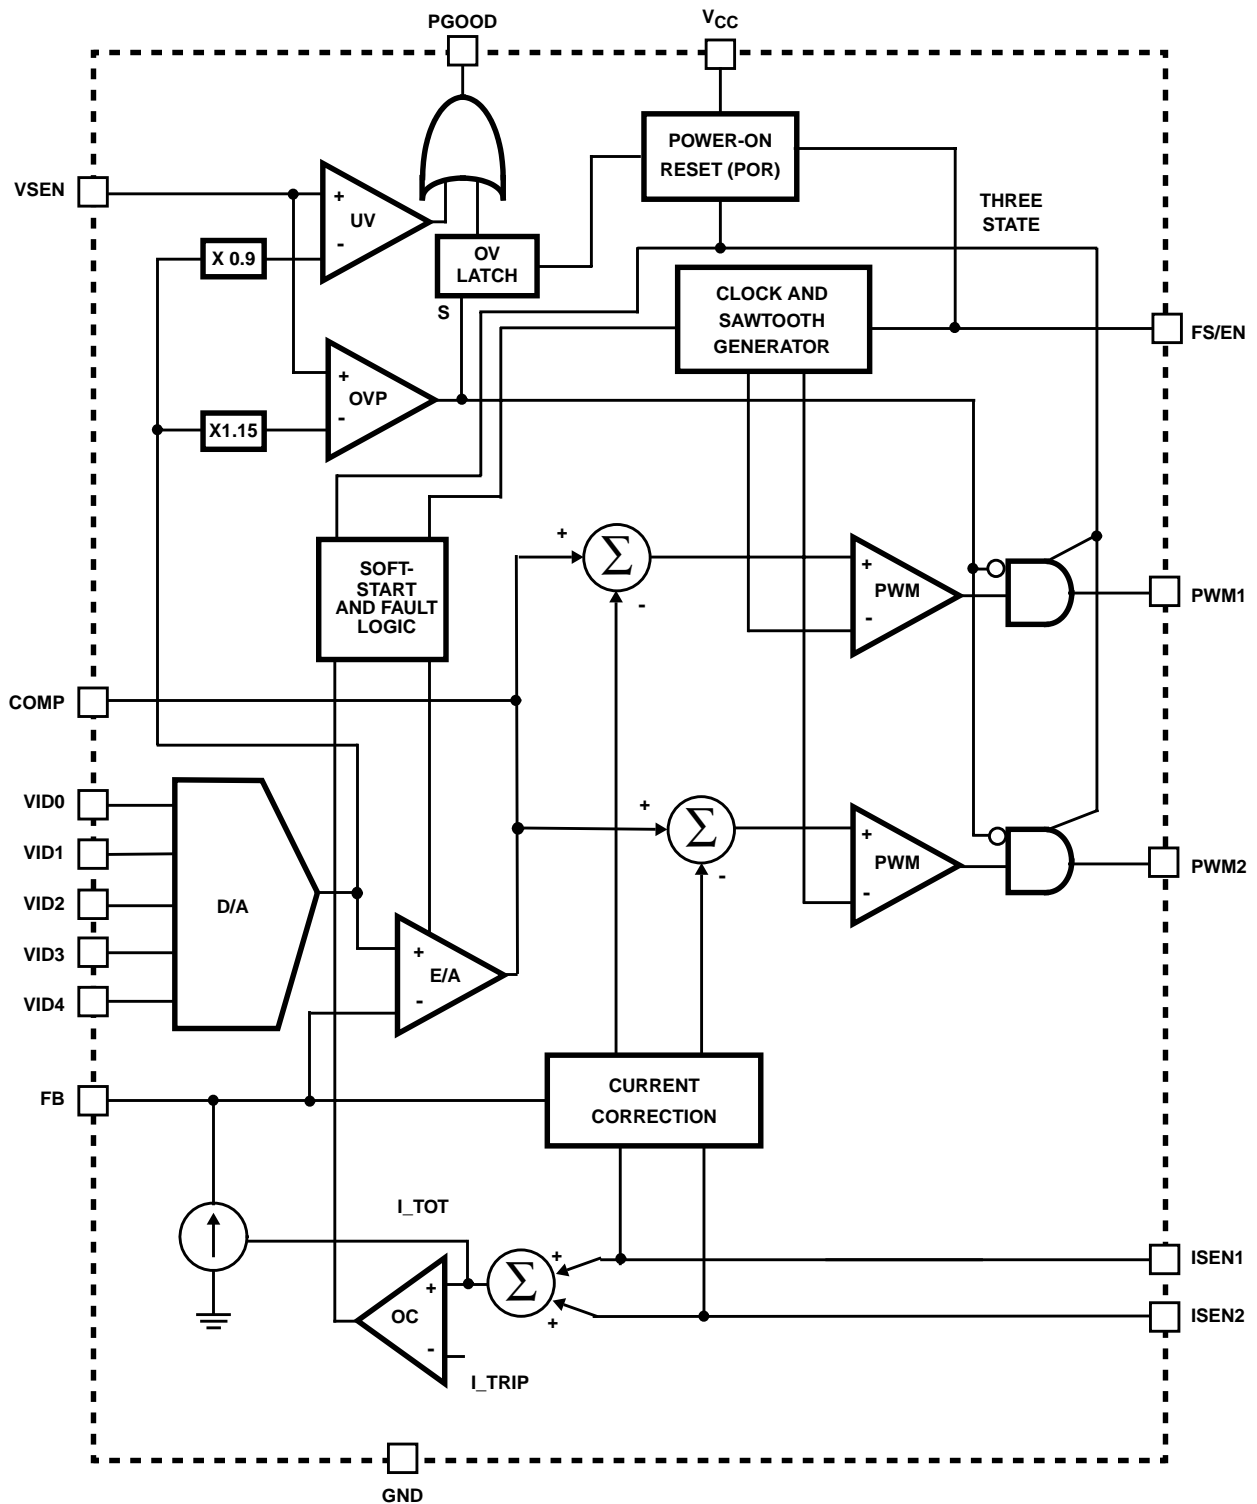 PGOOD
VCC
POWER-ON
RESET (POR)
VSEN
+
UV
-
THREE
STATE
X 0.9
OV
LATCH
S
CLOCK AND
SAWTOOTH
GENERATOR
FS/EN
+
OVP
-
X1.15
SOFT-
START
AND FAULT
LOGIC
+
Σ
-
+
PWM
-
PWM1
COMP
VID0
VID1
VID2
VID3
VID4
D/A
+
Σ
-
+
PWM
-
PWM2
+
E/A
-
FB
CURRENT
CORRECTION
I_TOT
+
Σ
+
ISEN1
ISEN2
+
OC
-
I_TRIP
GND